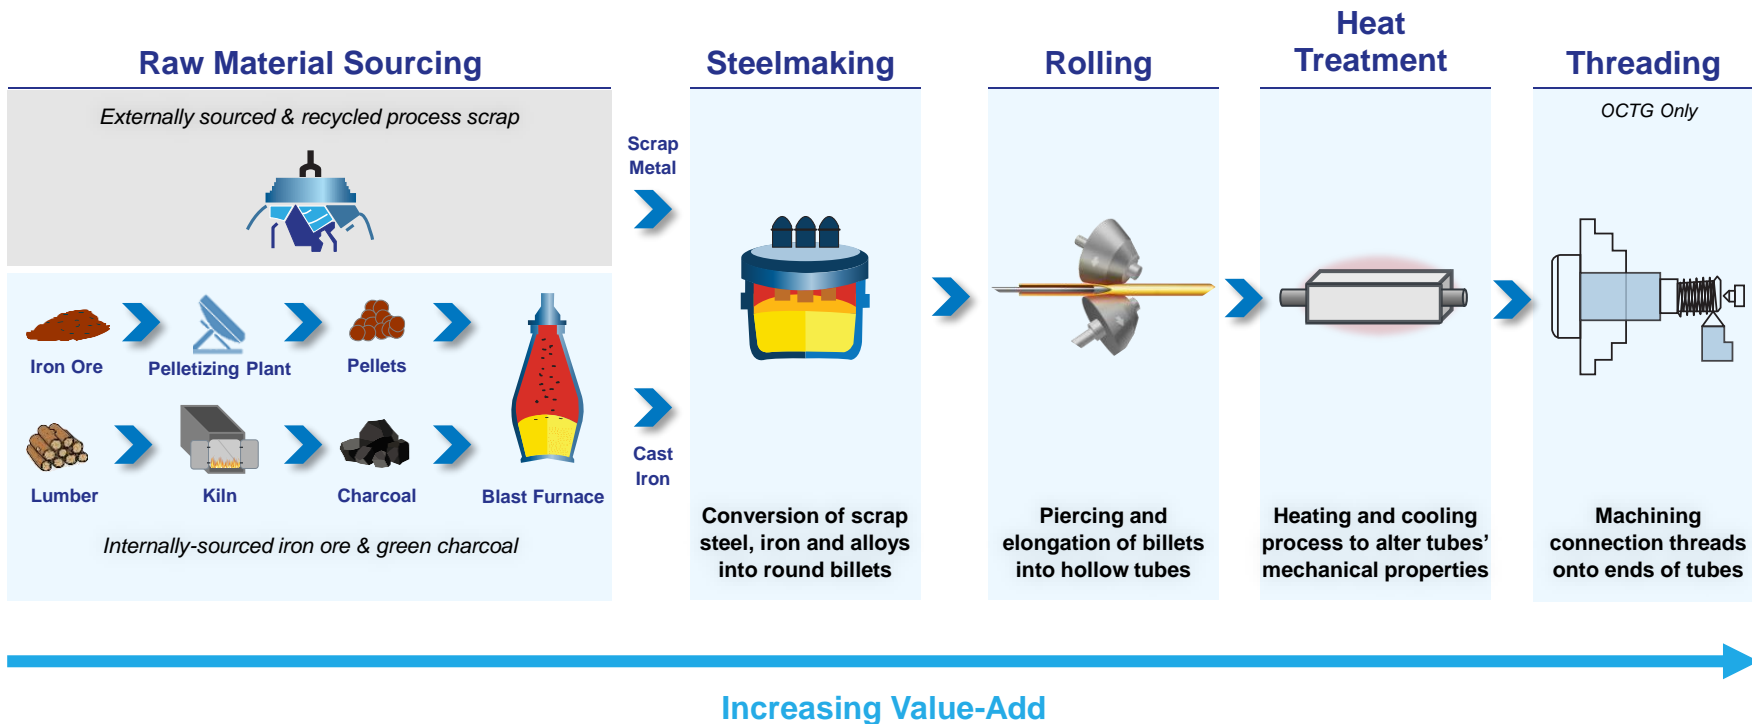 Raw Material Sourcing
Externally sourced & recycled process scrap
Iron Ore
Pelletizing Plant
Pellets
Lumber
Kiln
Charcoal
Blast Furnace
Internally-sourced iron ore & green charcoal
Scrap
Metal
Cast
Iron
Steelmaking
Conversion of scrap
steel, iron and alloys
into round billets
Rolling
Piercing and
elongation of billets
into hollow tubes
Heat
Treatment
Heating and cooling
process to alter tubes’
mechanical properties
Threading
OCTG Only
Machining
connection threads
onto ends of tubes
Increasing Value-Add